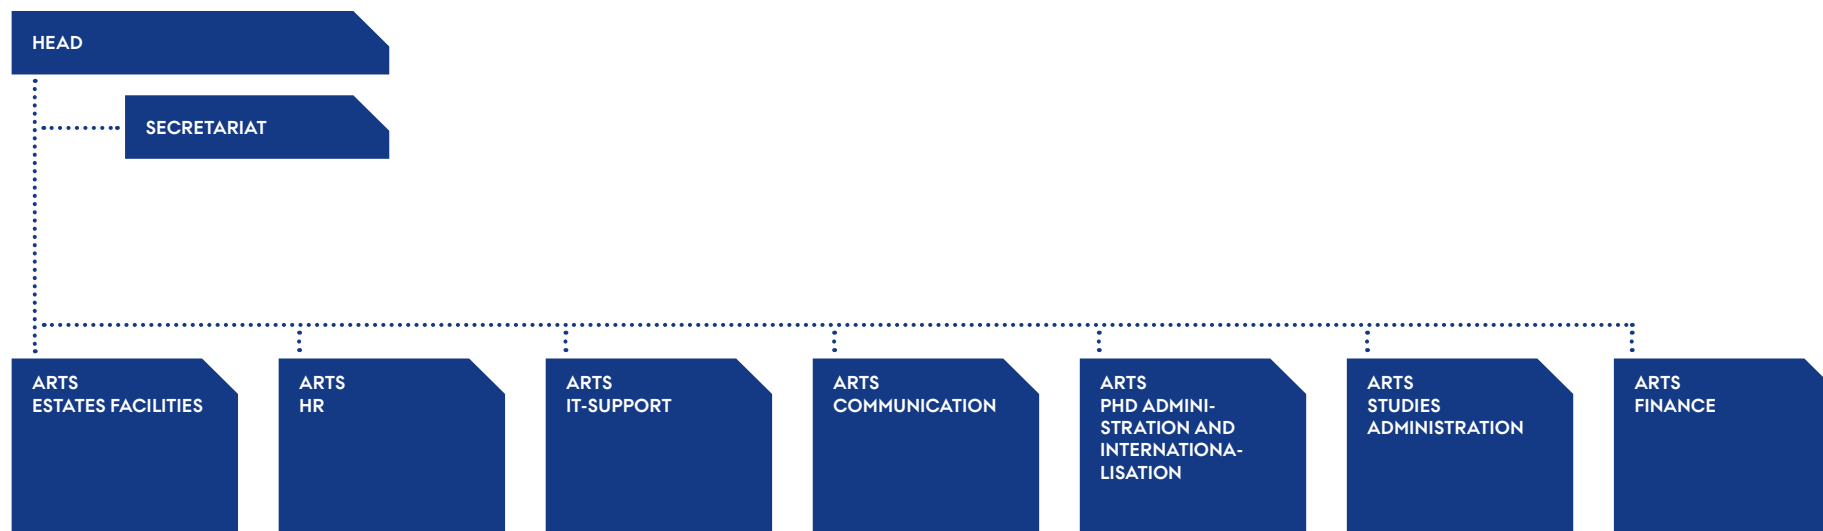 HEAD
SECRETARIAT
ARTS
ESTATES FACILITIES
ARTS
HR
ARTS
IT-SUPPORT
ARTS
COMMUNICATION
ARTS
PHD ADMINI-
STRATION AND
INTERNATIONA-
LISATION
ARTS
STUDIES
ADMINISTRATION
ARTS
FINANCE